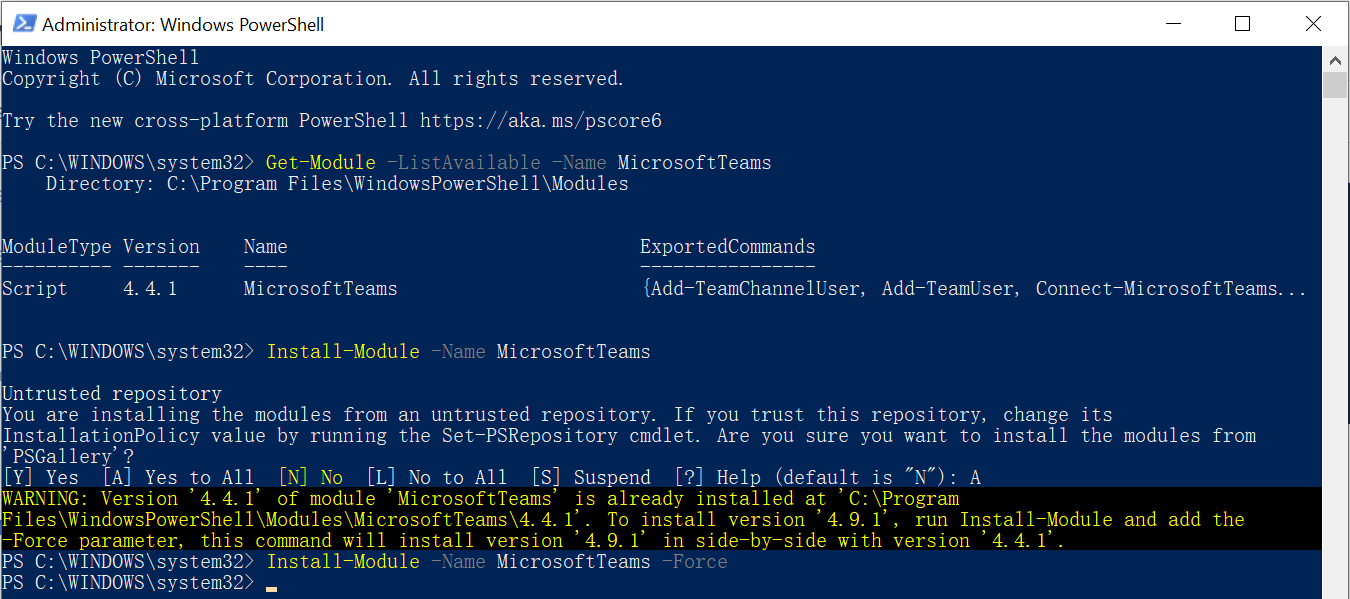 Administrator: Windows PowerShell
Windows PowerShell
Copyright (C) Microsoft Corporation. All rights reserved.
Try the new cross-platform PowerShell https://aka.ms/pscore6
PS C:\WINDOWS\system32> Get-Module -ListAvailable -Name MicrosoftTeams
    Directory: C:\Program Files\WindowsPowerShell\Modules
ModuleType Version    Name                                ExportedCommands
---------- -------    ----                                ----------------
Script     4.4.1      MicrosoftTeams                      {Add-TeamChannelUser, Add-TeamUser, Connect-MicrosoftTeams...
PS C:\WINDOWS\system32> Install-Module -Name MicrosoftTeams
Untrusted repository
You are installing the modules from an untrusted repository. If you trust this repository, change its
InstallationPolicy value by running the Set-PSRepository cmdlet. Are you sure you want to install the modules from
'PSGallery'?
[Y] Yes  [A] Yes to All  [N] No  [L] No to All  [S] Suspend  [?] Help (default is "N"): A
WARNING: Version '4.4.1' of module 'MicrosoftTeams' is already installed at 'C:\Program
Files\WindowsPowerShell\Modules\MicrosoftTeams\4.4.1'. To install version '4.9.1', run Install-Module and add the
-Force parameter, this command will install version '4.9.1' in side-by-side with version '4.4.1'.
PS C:\WINDOWS\system32> Install-Module -Name MicrosoftTeams -Force
PS C:\WINDOWS\system32>